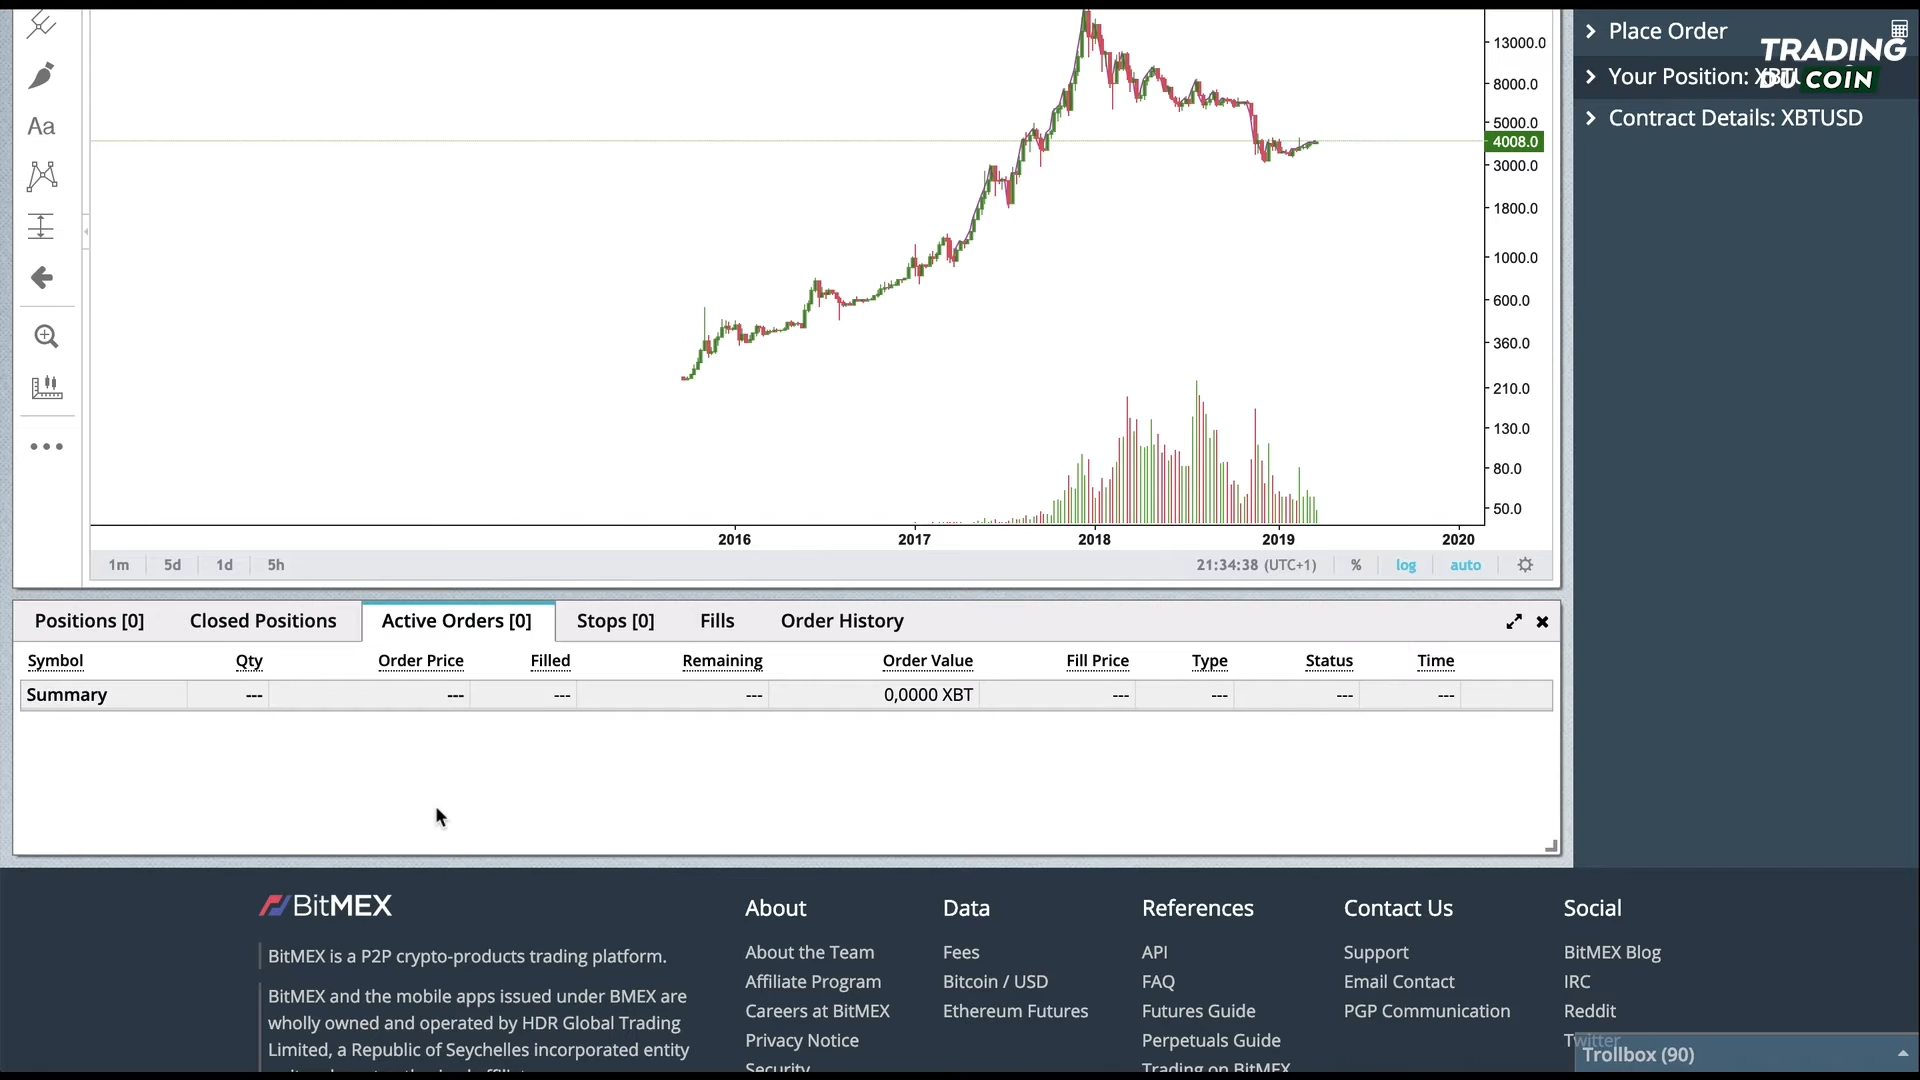 Place Order
TRADING
DU COIN
Your Position: XBTU
Contract Details: XBTUSD
Aa
13000.0
8000.0
5000.0
4008.0
3000.0
1800.0
1000.0
600.0
360.0
210.0
130.0
80.0
50.0
2016 2017 2018 2019 2020
1m 5d 1d 5h 21:34:38 (UTC+1) % log auto
Positions [0] Closed Positions Active Orders [0] Stops [0] Fills Order History
Symbol Qty Order Price Filled Remaining Order Value Fill Price Type Status Time
Summary --- --- --- --- 0,0000 XBT --- --- --- ---
BitMEX
BitMEX is a P2P crypto-products trading platform.
BitMEX and the mobile apps issued under BMEX are
wholly owned and operated by HDR Global Trading
Limited, a Republic of Seychelles incorporated entity
About
About the Team
Affiliate Program
Careers at BitMEX
Privacy Notice
Security
Data
Fees
Bitcoin / USD
Ethereum Futures
References
API
FAQ
Futures Guide
Perpetuals Guide
Trading on BitMEX
Contact Us
Support
Email Contact
PGP Communication
Social
BitMEX Blog
IRC
Reddit
Twitter
Trollbox (90)